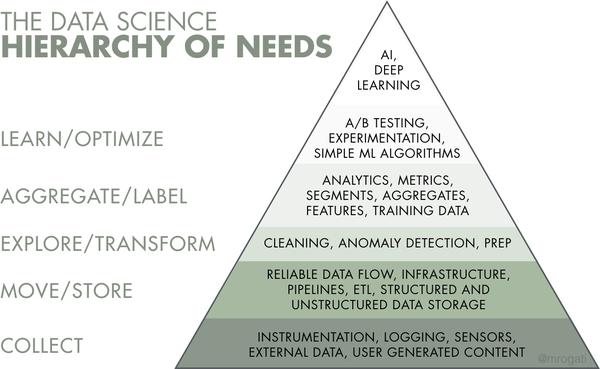 THE DATA SCIENCE
HIERARCHY OF NEEDS
AI,
DEEP
LEARNING
LEARN/OPTIMIZE
A/B TESTING,
EXPERIMENTATION,
SIMPLE ML ALGORITHMS
AGGREGATE/LABEL
ANALYTICS, METRICS,
SEGMENTS, AGGREGATES,
FEATURES, TRAINING DATA
EXPLORE/TRANSFORM
CLEANING, ANOMALY DETECTION, PREP
MOVE/STORE
RELIABLE DATA FLOW, INFRASTRUCTURE,
PIPELINES, ETL, STRUCTURED AND
UNSTRUCTURED DATA STORAGE
COLLECT
INSTRUMENTATION, LOGGING, SENSORS,
EXTERNAL DATA, USER GENERATED CONTENT
@mrogati